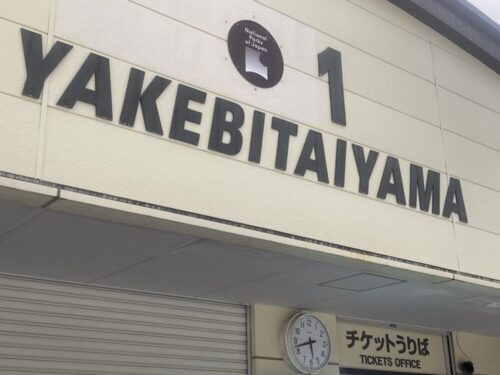 National
Parks
of Japan
1
YAKEBITAIYAMA
チケットうりば
TICKETS OFFICE